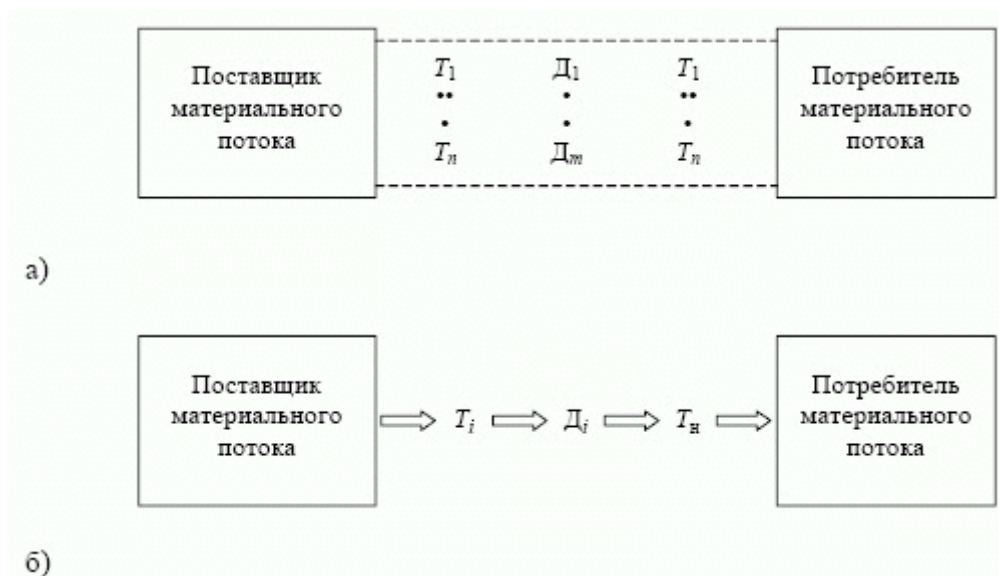 Поставщик
материального
потока
T₁ Д₁ T₁
Tₙ Дₘ Tₙ
Потребитель
материального
потока
а)
Поставщик
материального
потока
Tᵢ Дᵢ Tн
Потребитель
материального
потока
б)